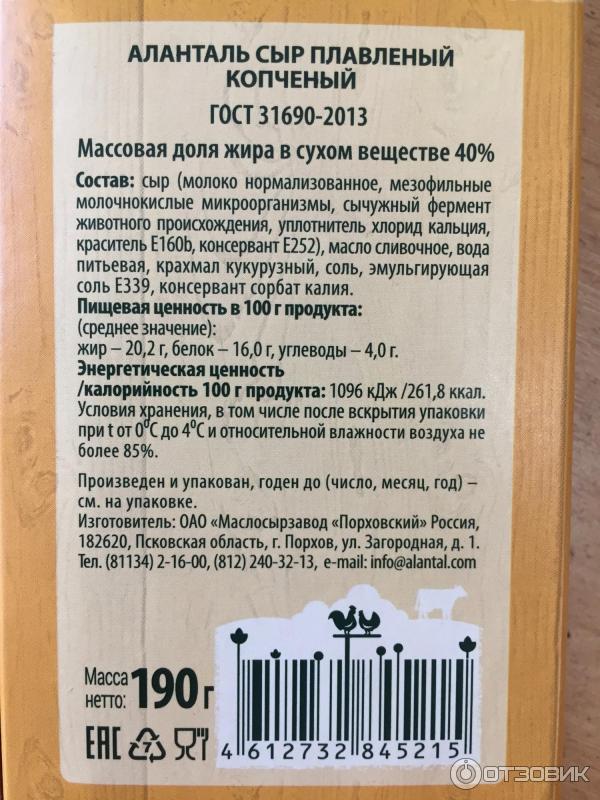 АЛАНТАЛЬ СЫР ПЛАВЛЕНЫЙ
КОПЧЕНЫЙ
ГОСТ 31690-2013
Массовая доля жира в сухом веществе 40%
Состав: сыр (молоко нормализованное, мезофильные
молочнокислые микроорганизмы, сычужный фермент
животного происхождения, уплотнитель хлорид кальция,
краситель Е160b, консервант Е252), масло сливочное, вода
питьевая, крахмал кукурузный, соль, эмульгирующая
соль Е339, консервант сорбат калия.
Пищевая ценность в 100 г продукта:
(среднее значение):
жир – 20,2 г, белок – 16,0 г, углеводы – 4,0 г.
Энергетическая ценность
/калорийность 100 г продукта: 1096 кДж /261,8 ккал.
Условия хранения, в том числе после вскрытия упаковки
при t от 0⁰С до 4⁰С и относительной влажности воздуха не
более 85%.
Произведен и упакован, годен до (число, месяц, год) –
см. на упаковке.
Изготовитель: ОАО «Маслосырзавод «Порховский» Россия,
182620, Псковская область, г. Порхов, ул. Загородная, д. 1.
Тел. (81134) 2-16-00, (812) 240-32-13, e-mail: info@alantal.com
Масса
нетто: 190 г
ЕАС 7
4 612732 845215
ОТЗОВИК